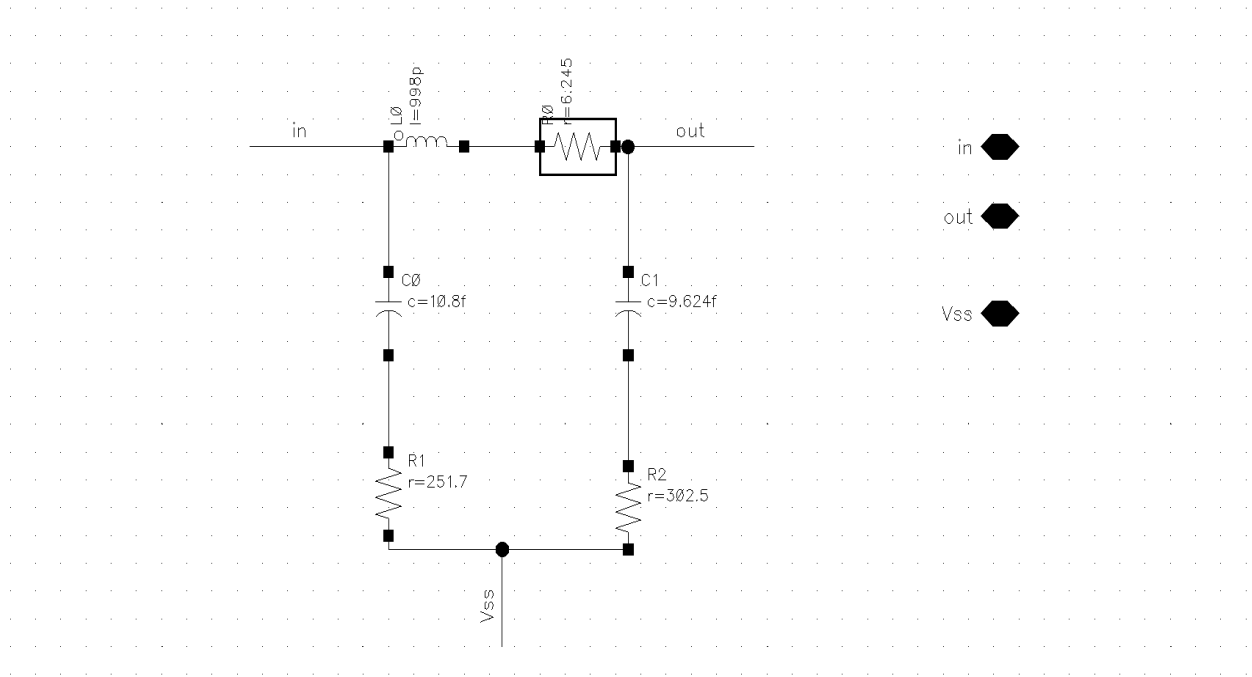 L0
l=998p
R0
r=6.245
in
out
C0
c=10.8f
C1
c=9.624f
R1
r=251.7
R2
r=302.5
Vss
in
out
Vss